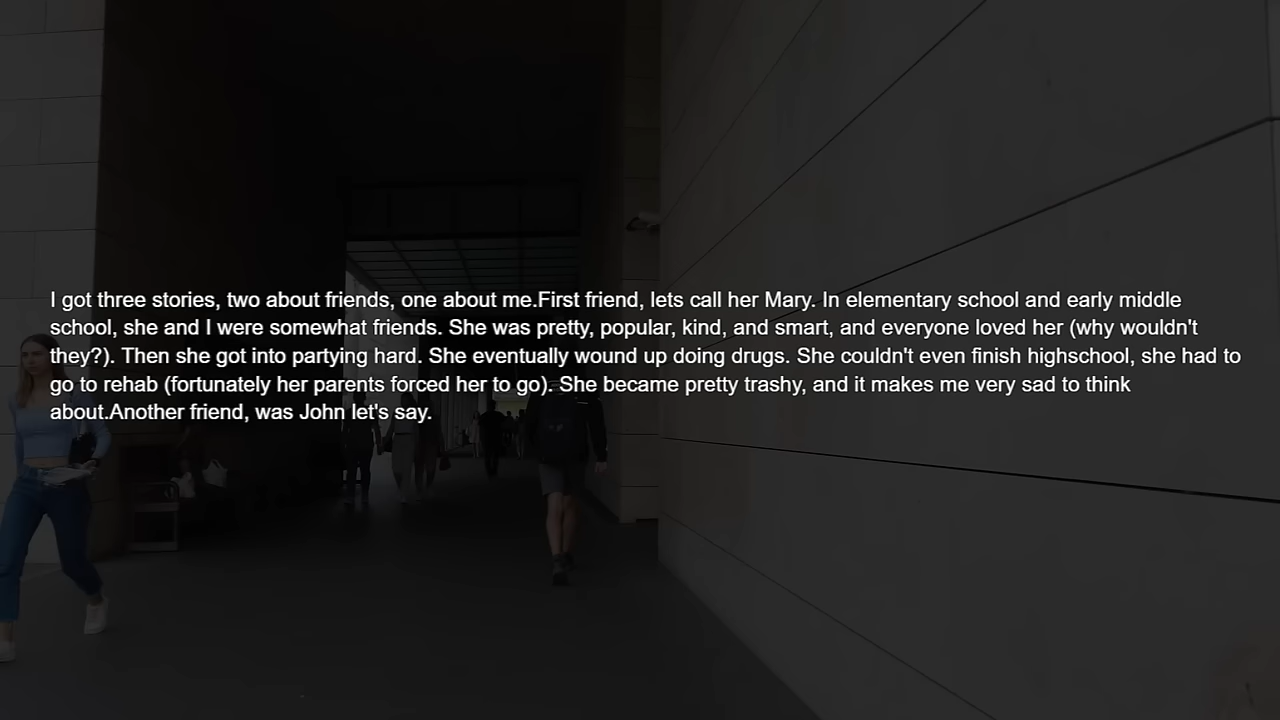 I got three stories, two about friends, one about me.First friend, lets call her Mary. In elementary school and early middle
school, she and I were somewhat friends. She was pretty, popular, kind, and smart, and everyone loved her (why wouldn't
they?). Then she got into partying hard. She eventually wound up doing drugs. She couldn't even finish highschool, she had to
go to rehab (fortunately her parents forced her to go). She became pretty trashy, and it makes me very sad to think
about.Another friend, was John let's say.